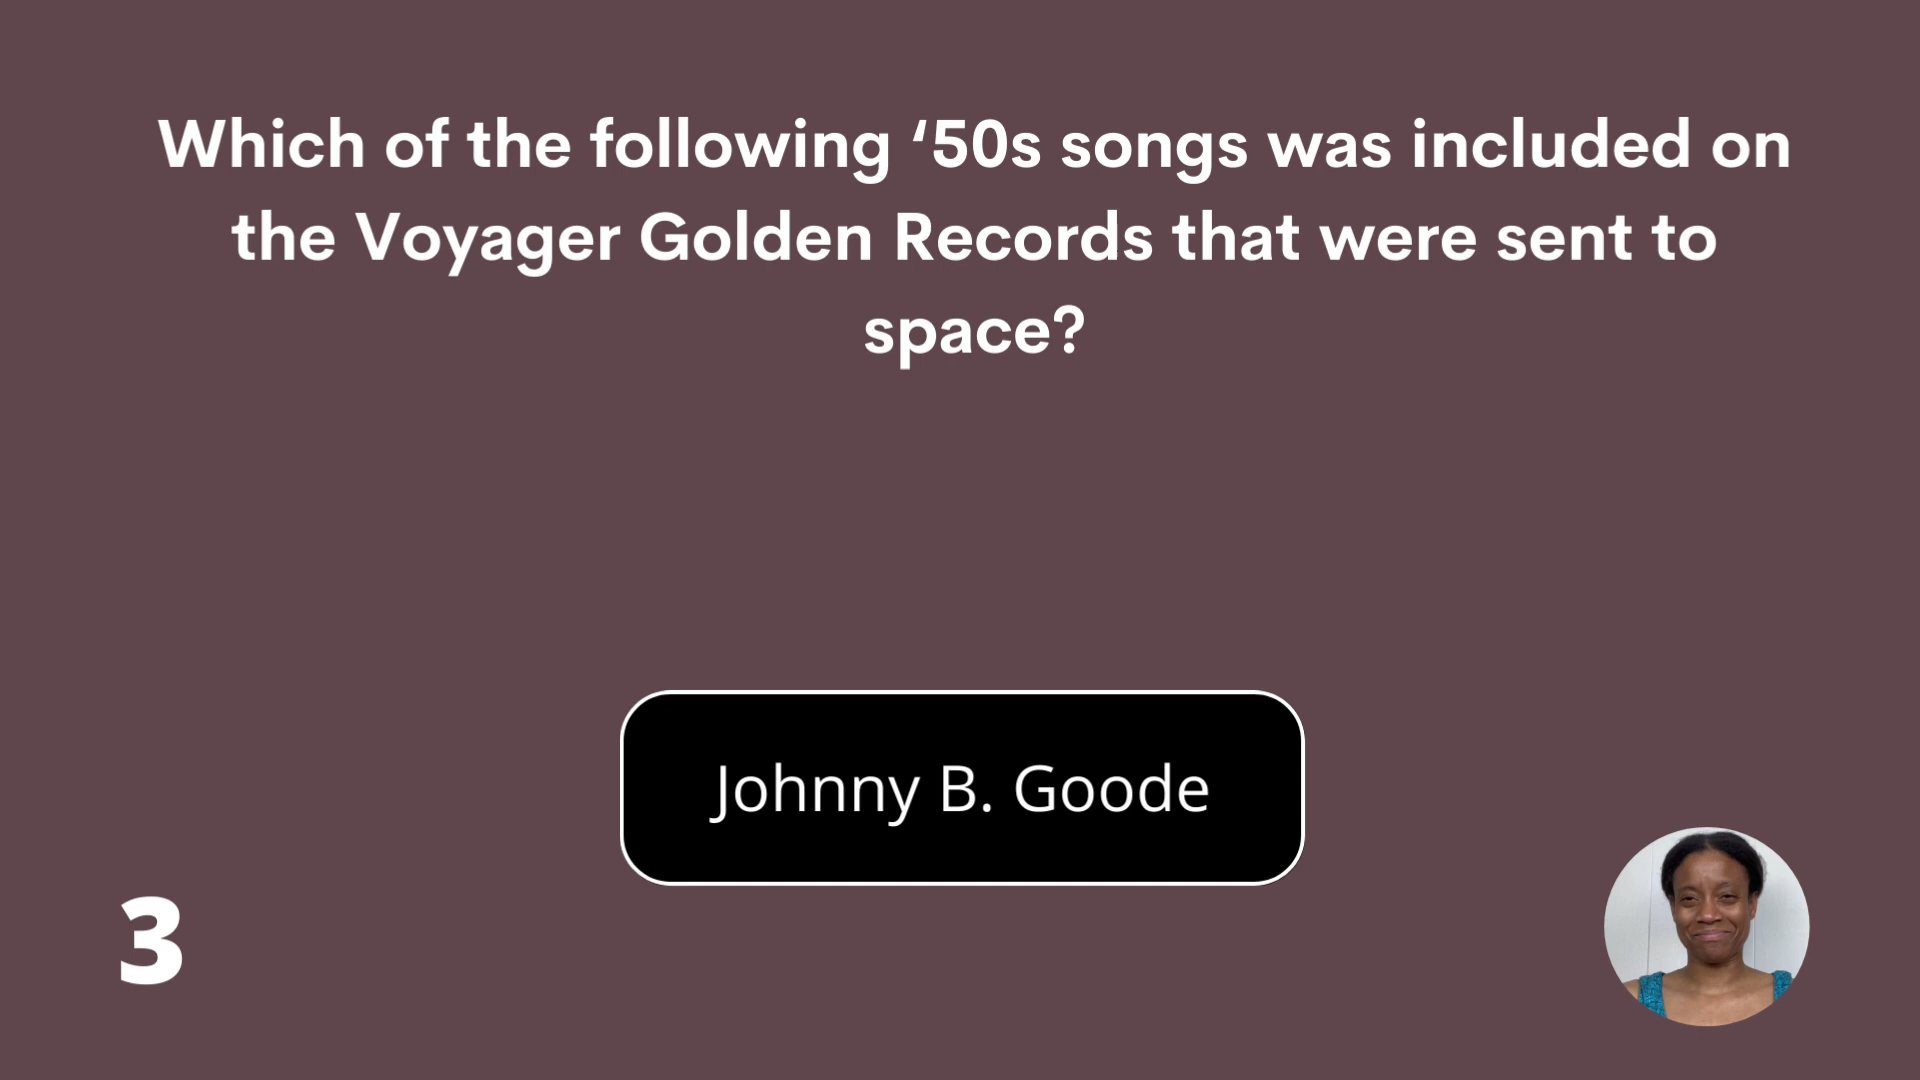 Which of the following ‘50s songs was included on
the Voyager Golden Records that were sent to
space?
Johnny B. Goode
3